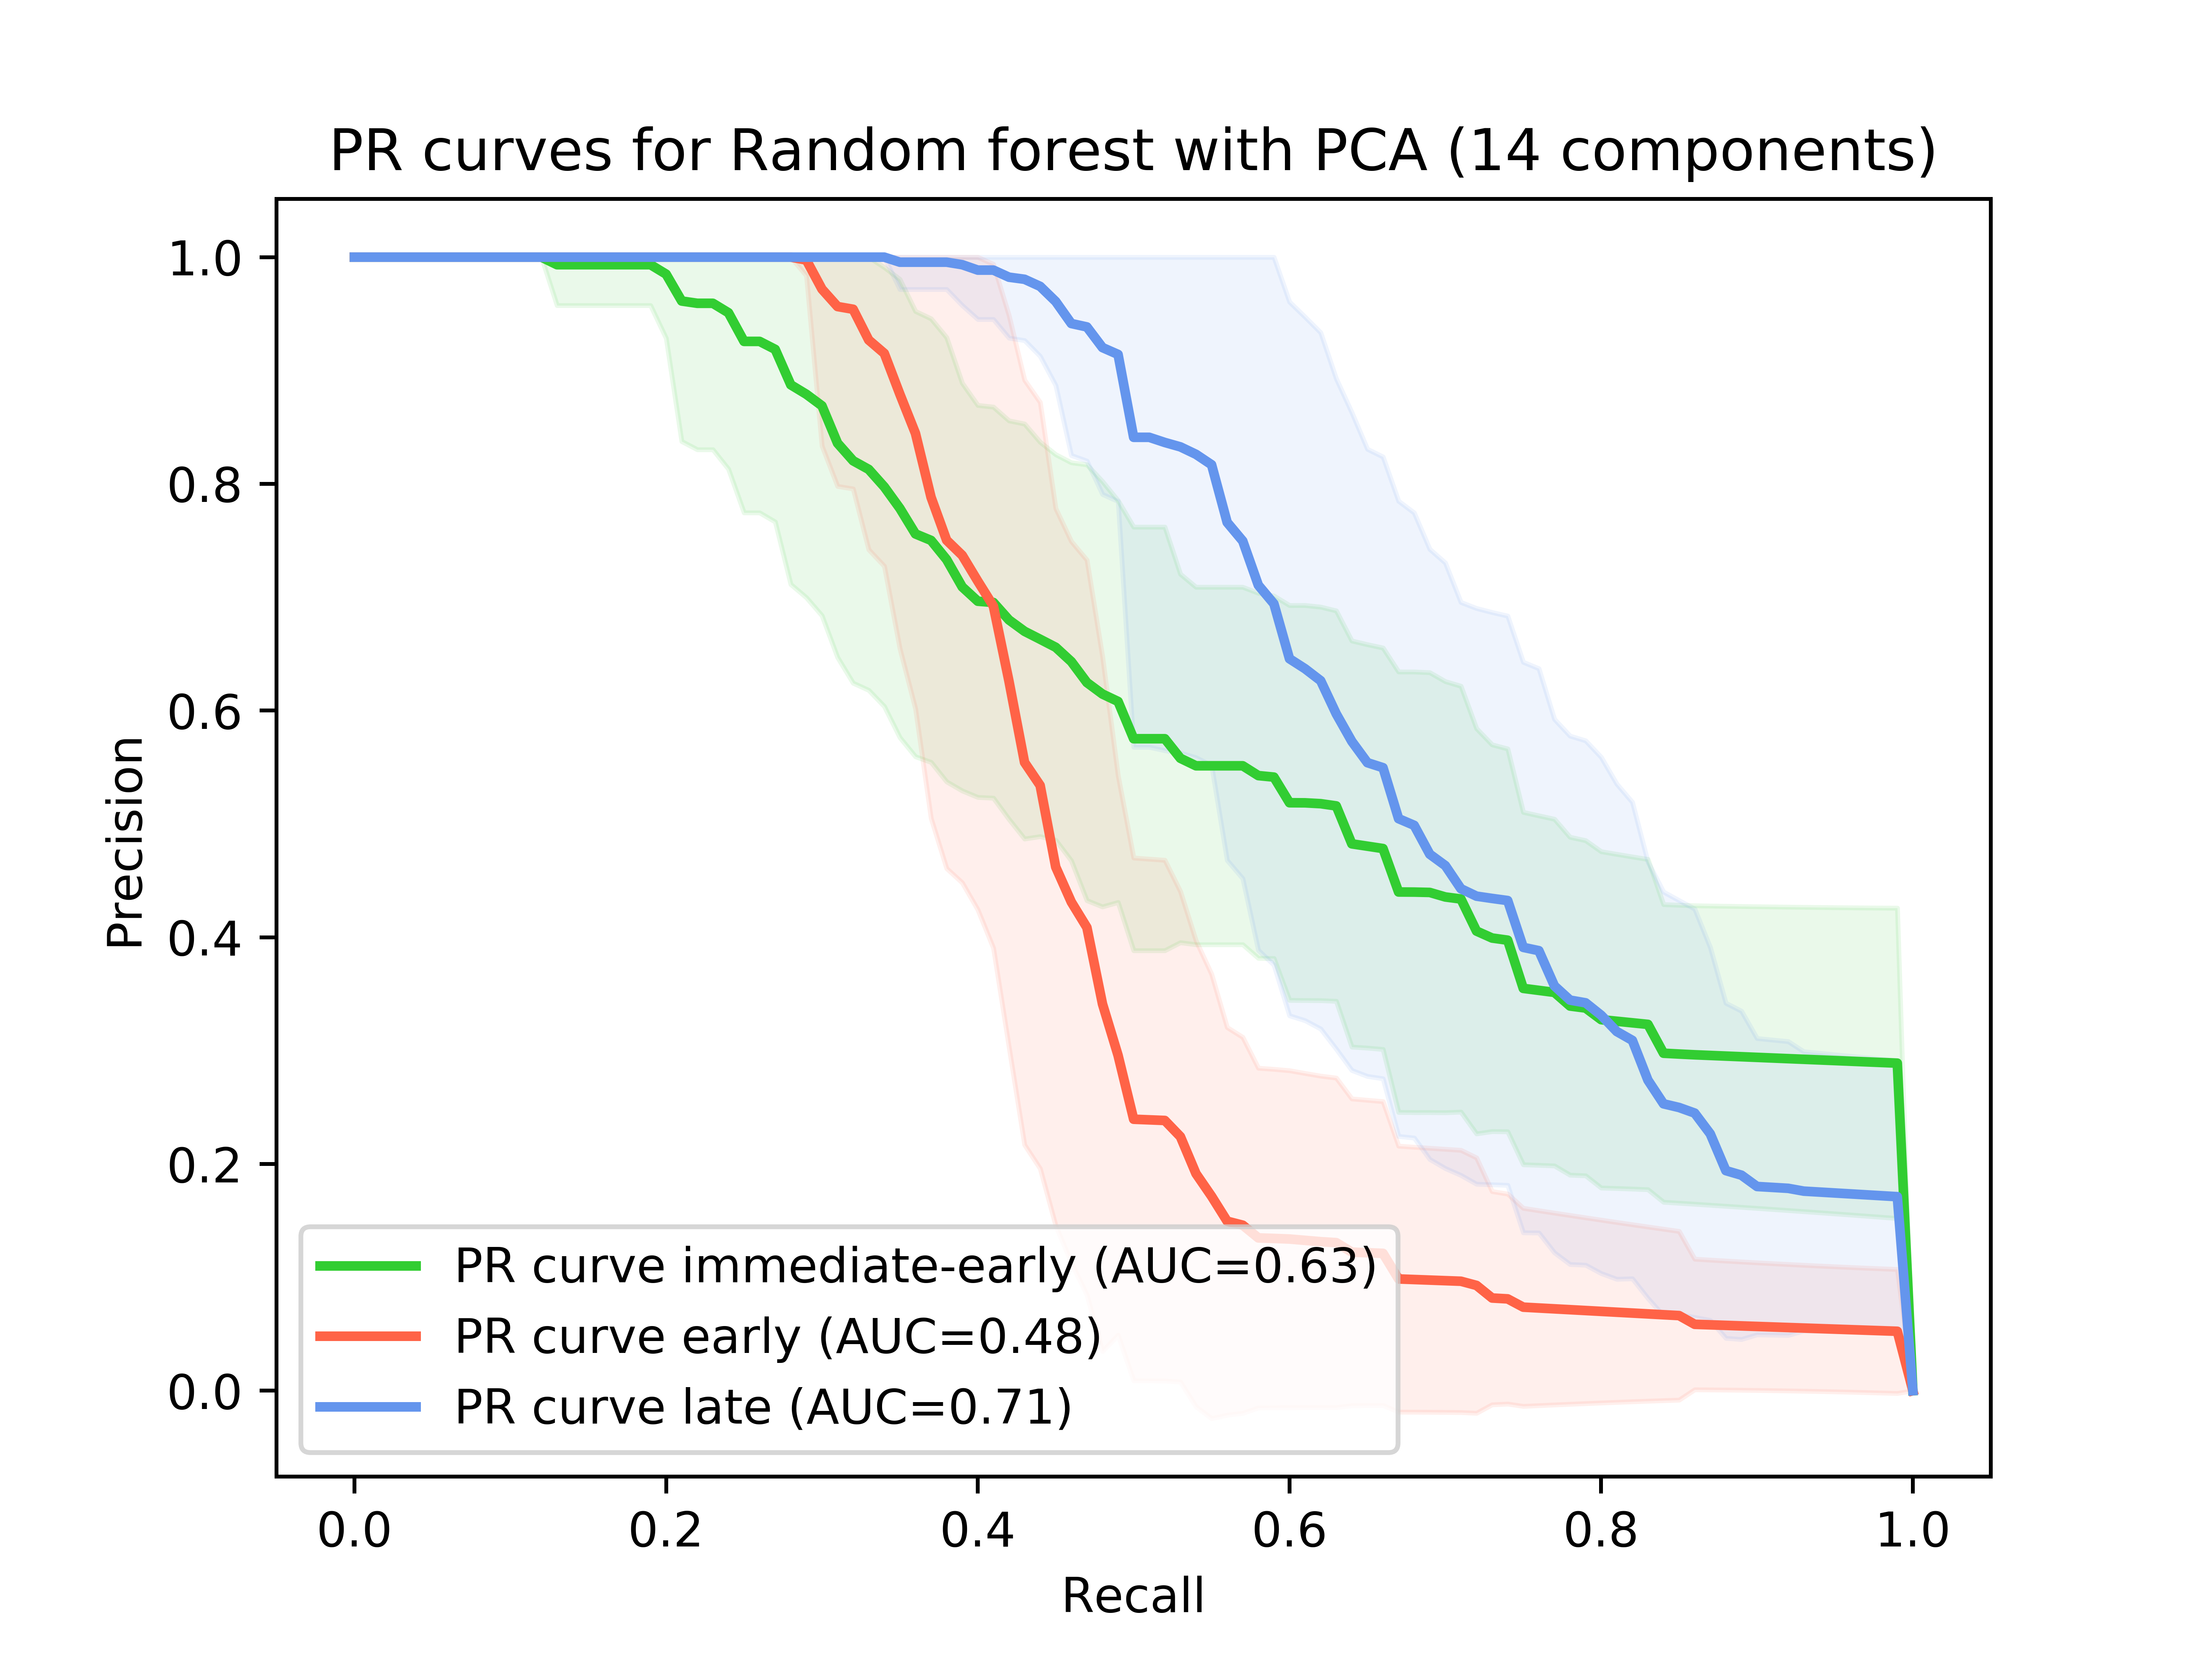 PR curves for Random forest with PCA (14 components)
1.0
0.8
0.6
0.4
0.2
0.0
Precision
PR curve immediate-early (AUC=0.63)
PR curve early (AUC=0.48)
PR curve late (AUC=0.71)
0.0 0.2 0.4 0.6 0.8 1.0
Recall